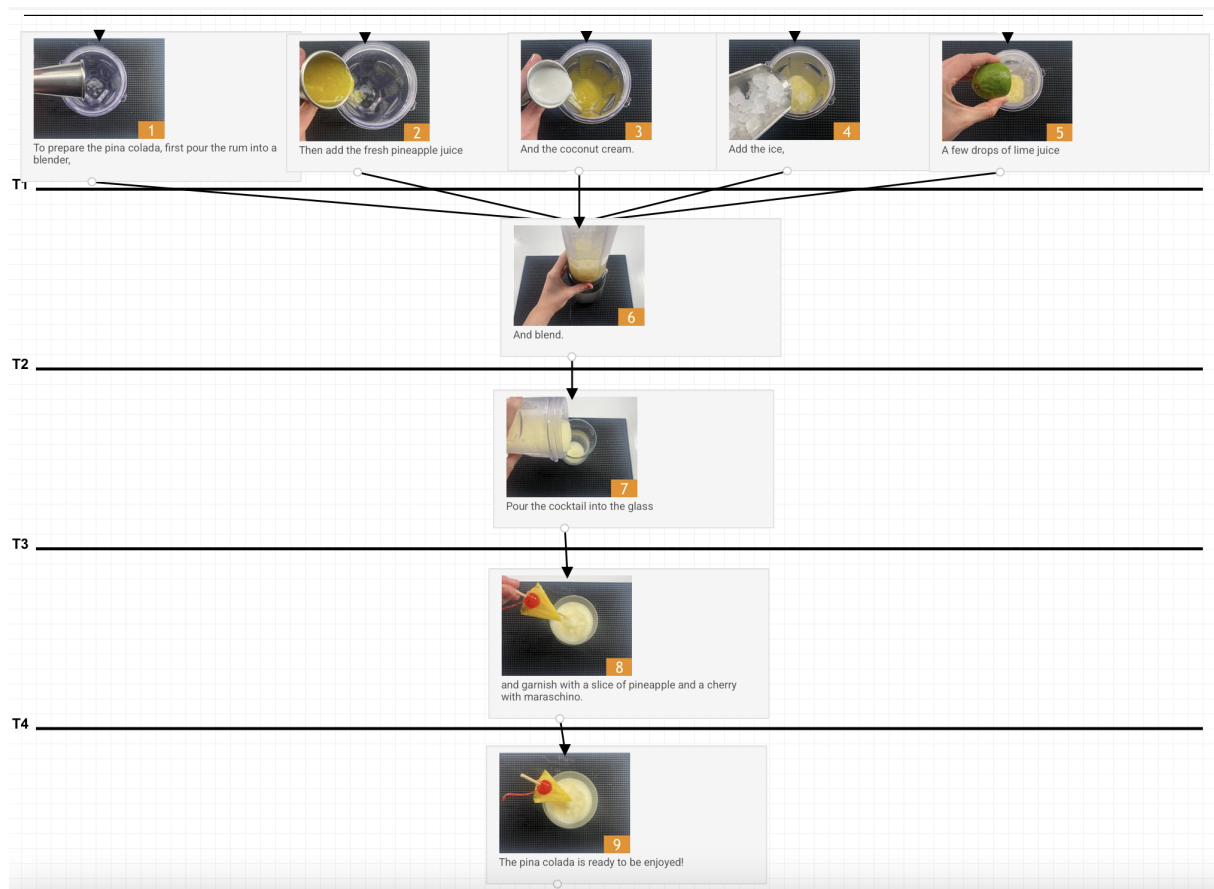 1
To prepare the pina colada, first pour the rum into a
blender,
2
Then add the fresh pineapple juice
3
And the coconut cream.
4
Add the ice,
5
A few drops of lime juice
T1
6
And blend.
T2
7
Pour the cocktail into the glass
T3
8
and garnish with a slice of pineapple and a cherry
with maraschino.
T4
9
The pina colada is ready to be enjoyed!